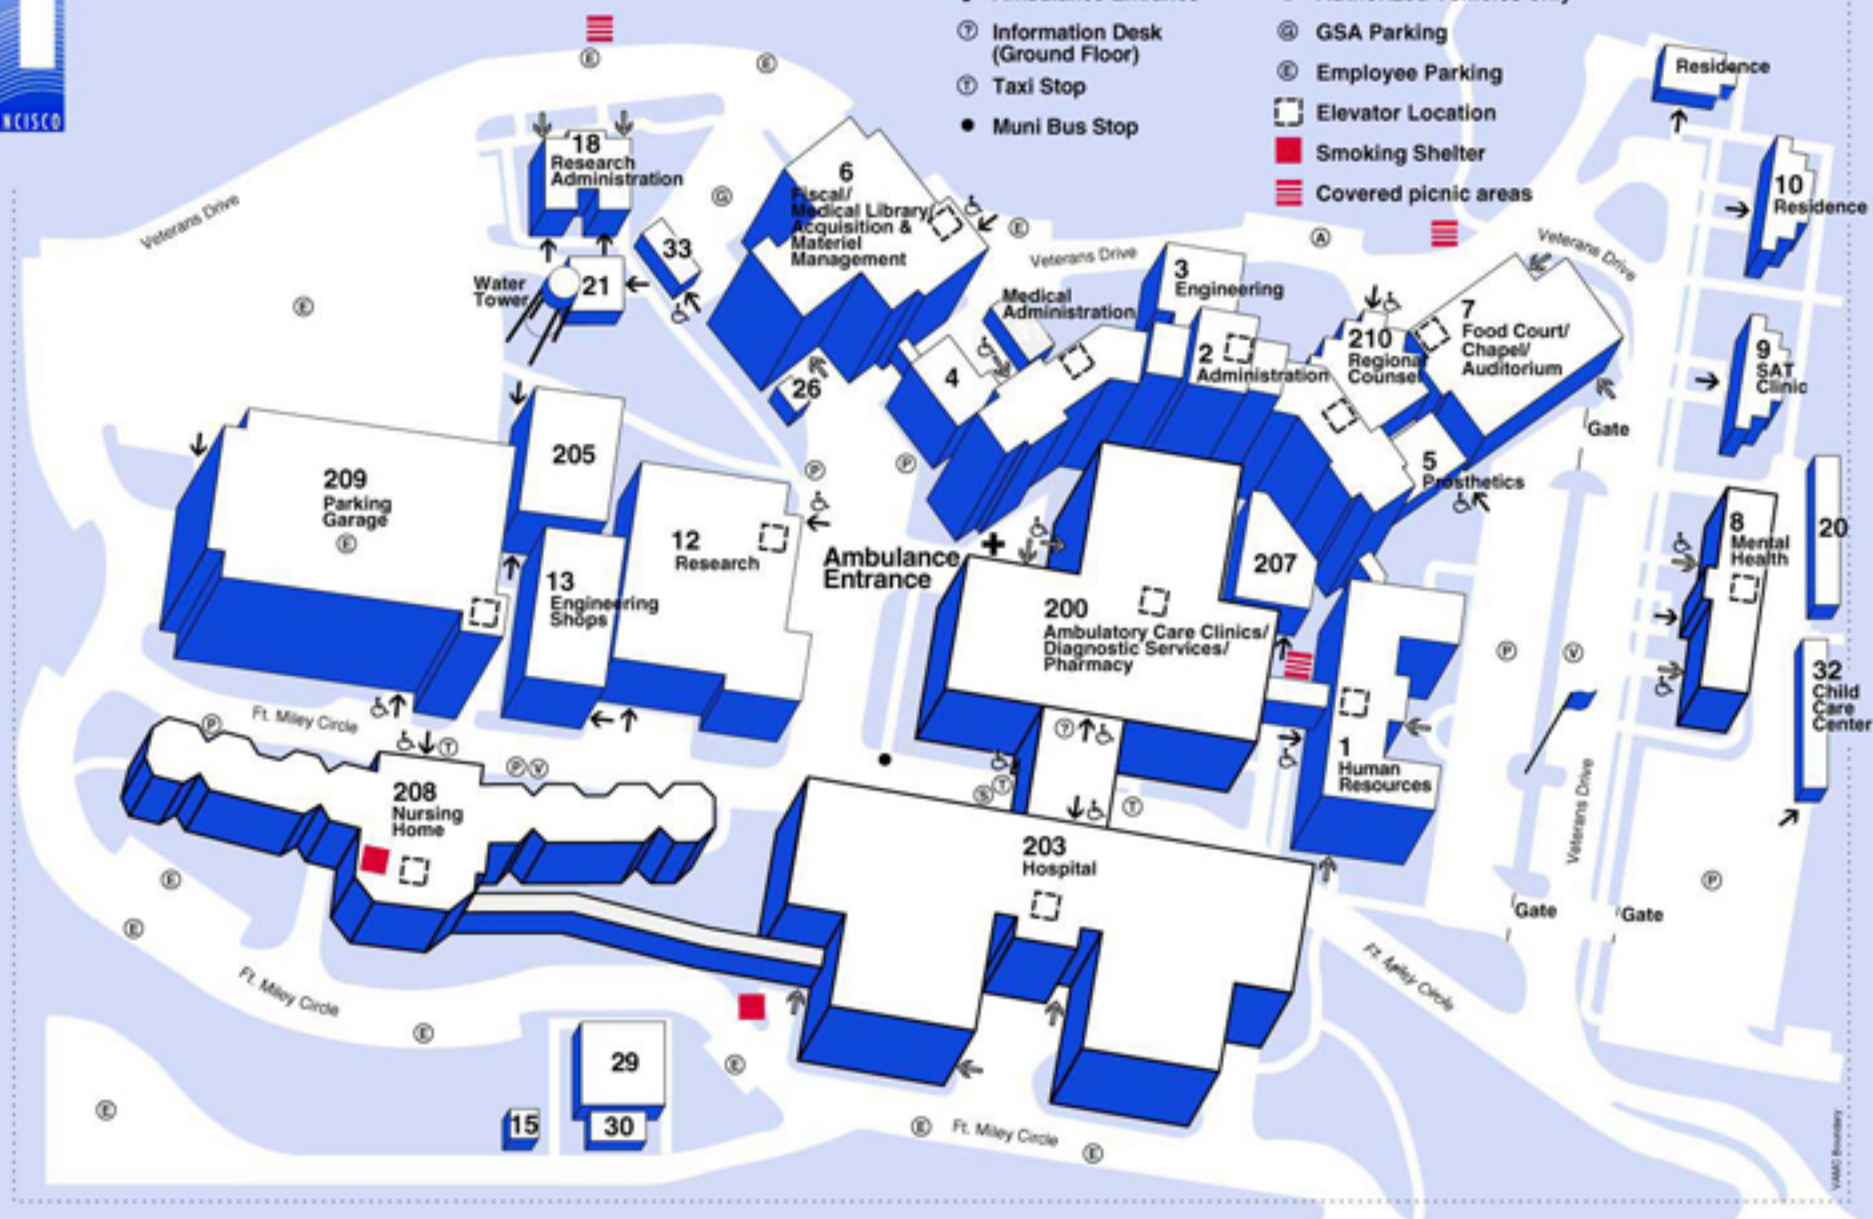 NCISCO
Ⓣ Information Desk
(Ground Floor)
Ⓣ Taxi Stop
Muni Bus Stop
Ⓖ GSA Parking
Ⓔ Employee Parking
Elevator Location
Smoking Shelter
Covered picnic areas
Residence
10
Residence
18
Research
Administration
6
Fiscal/
Medical Library/
Acquisition &
Materiel
Management
33
Veterans Drive
Water
Tower
21
Veterans Drive
Veterans Drive
3
Engineering
Medical
Administration
7
Food Court/
Chapel/
Auditorium
210
Regional
Counsel
2
Administration
4
26
9
SAT
Clinic
Gate
5
Prosthetics
205
209
Parking
Garage
12
Research
13
Engineering
Shops
Ambulance
Entrance
207
200
Ambulatory Care Clinics/
Diagnostic Services/
Pharmacy
8
Mental
Health
20
32
Child
Care
Center
Ft. Miley Circle
1
Human
Resources
Veterans Drive
208
Nursing
Home
203
Hospital
Gate
Gate
Ft. Miley Circle
Ft. Miley Circle
29
15
30
Ft. Miley Circle
VAMC Boundary